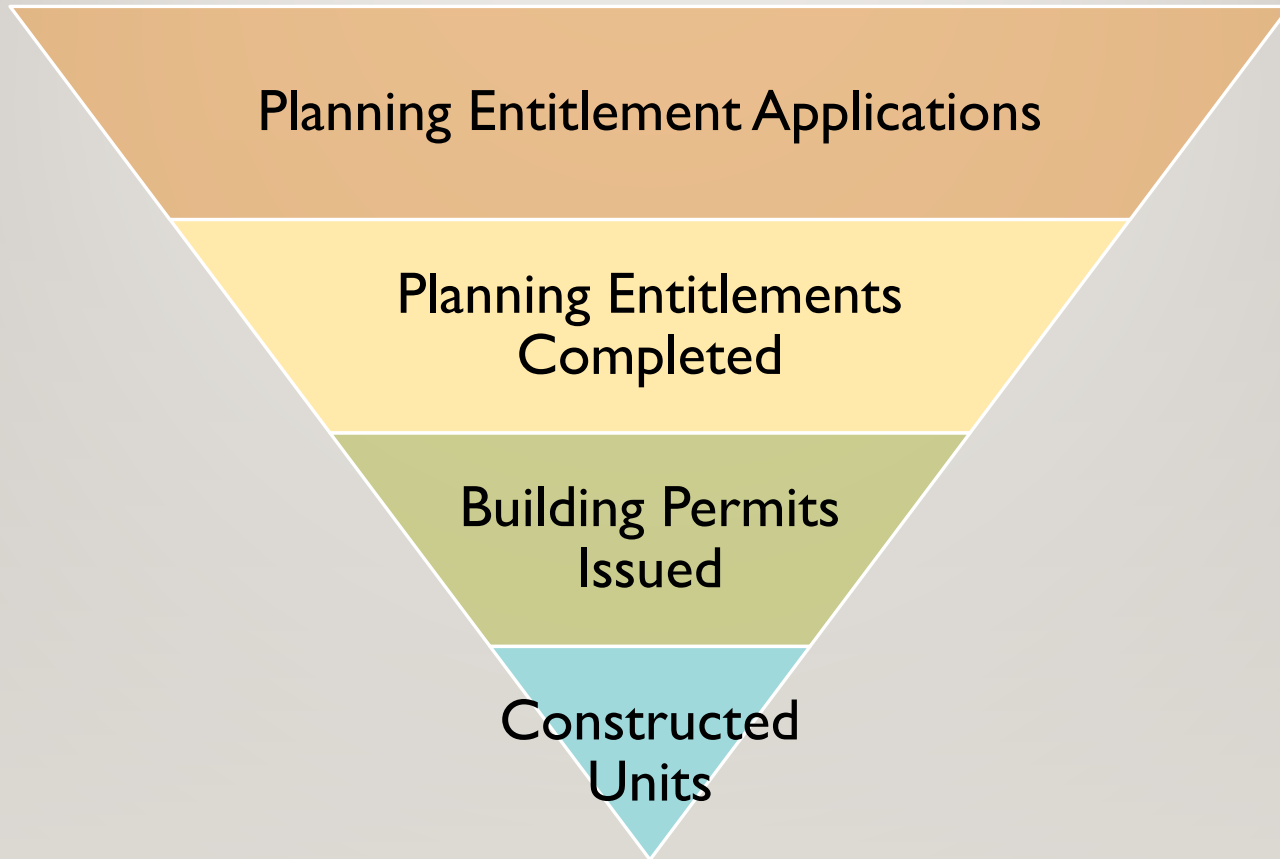 Planning Entitlement Applications
Planning Entitlements
Completed
Building Permits
Issued
Constructed
Units